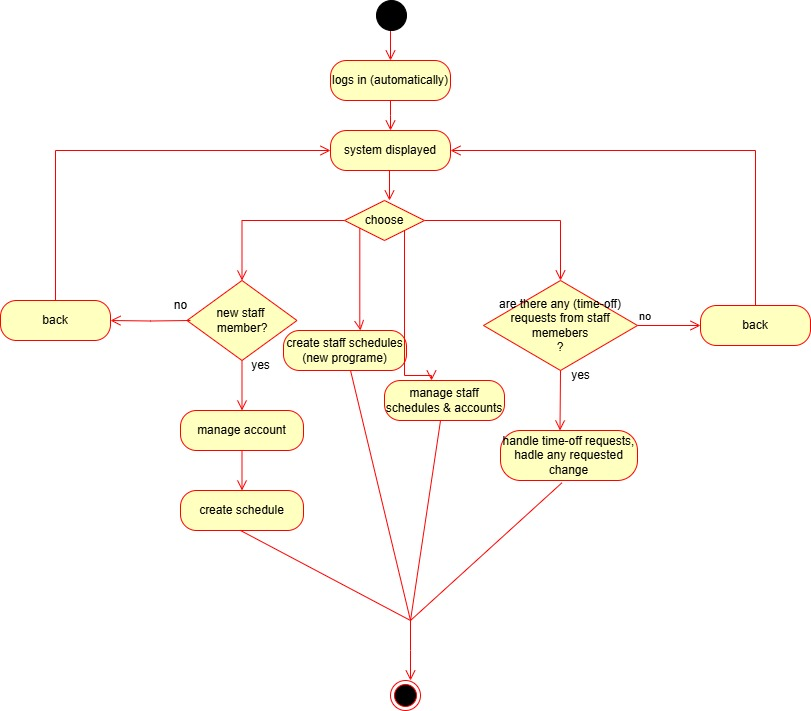 logs in (automatically)
system displayed
choose
no
new staff
member?
yes
back
create staff schedules
(new programe)
manage staff
schedules & accounts
are there any (time-off)
requests from staff
memebers
?
no
yes
back
manage account
handle time-off requests,
hadle any requested
change
create schedule